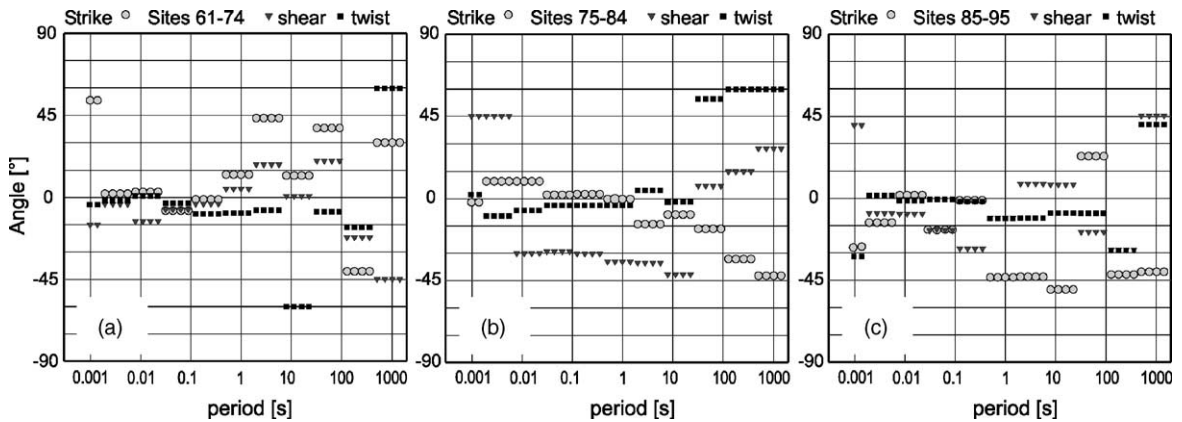 Strike Sites 61-74 shear twist
Strike Sites 75-84 shear twist
Strike Sites 85-95 shear twist
Angle [°]
90
45
0
-45
-90
(a)
0.001 0.01 0.1 1 10 100 1000
period [s]
90
45
0
-45
-90
(b)
0.001 0.01 0.1 1 10 100 1000
period [s]
90
45
0
-45
-90
(c)
0.001 0.01 0.1 1 10 100 1000
period [s]